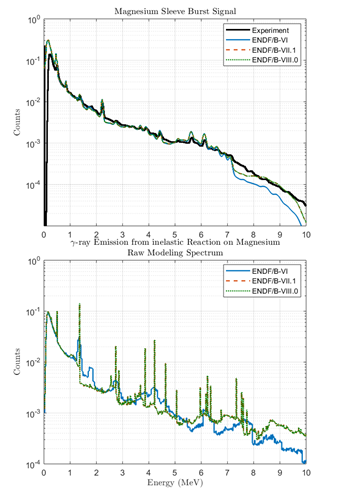 Magnesium Sleeve Burst Signal
10^0
10^-1
10^-2
10^-3
10^-4
Counts
Experiment
ENDF/B-VI
ENDF/B-VII.1
ENDF/B-VIII.0
0 1 2 3 4 5 6 7 8 9 10
γ-ray Emission from inelastic Reaction on Magnesium
Raw Modeling Spectrum
10^0
10^-1
10^-2
10^-3
10^-4
Counts
ENDF/B-VI
ENDF/B-VII.1
ENDF/B-VIII.0
0 1 2 3 4 5 6 7 8 9 10
Energy (MeV)